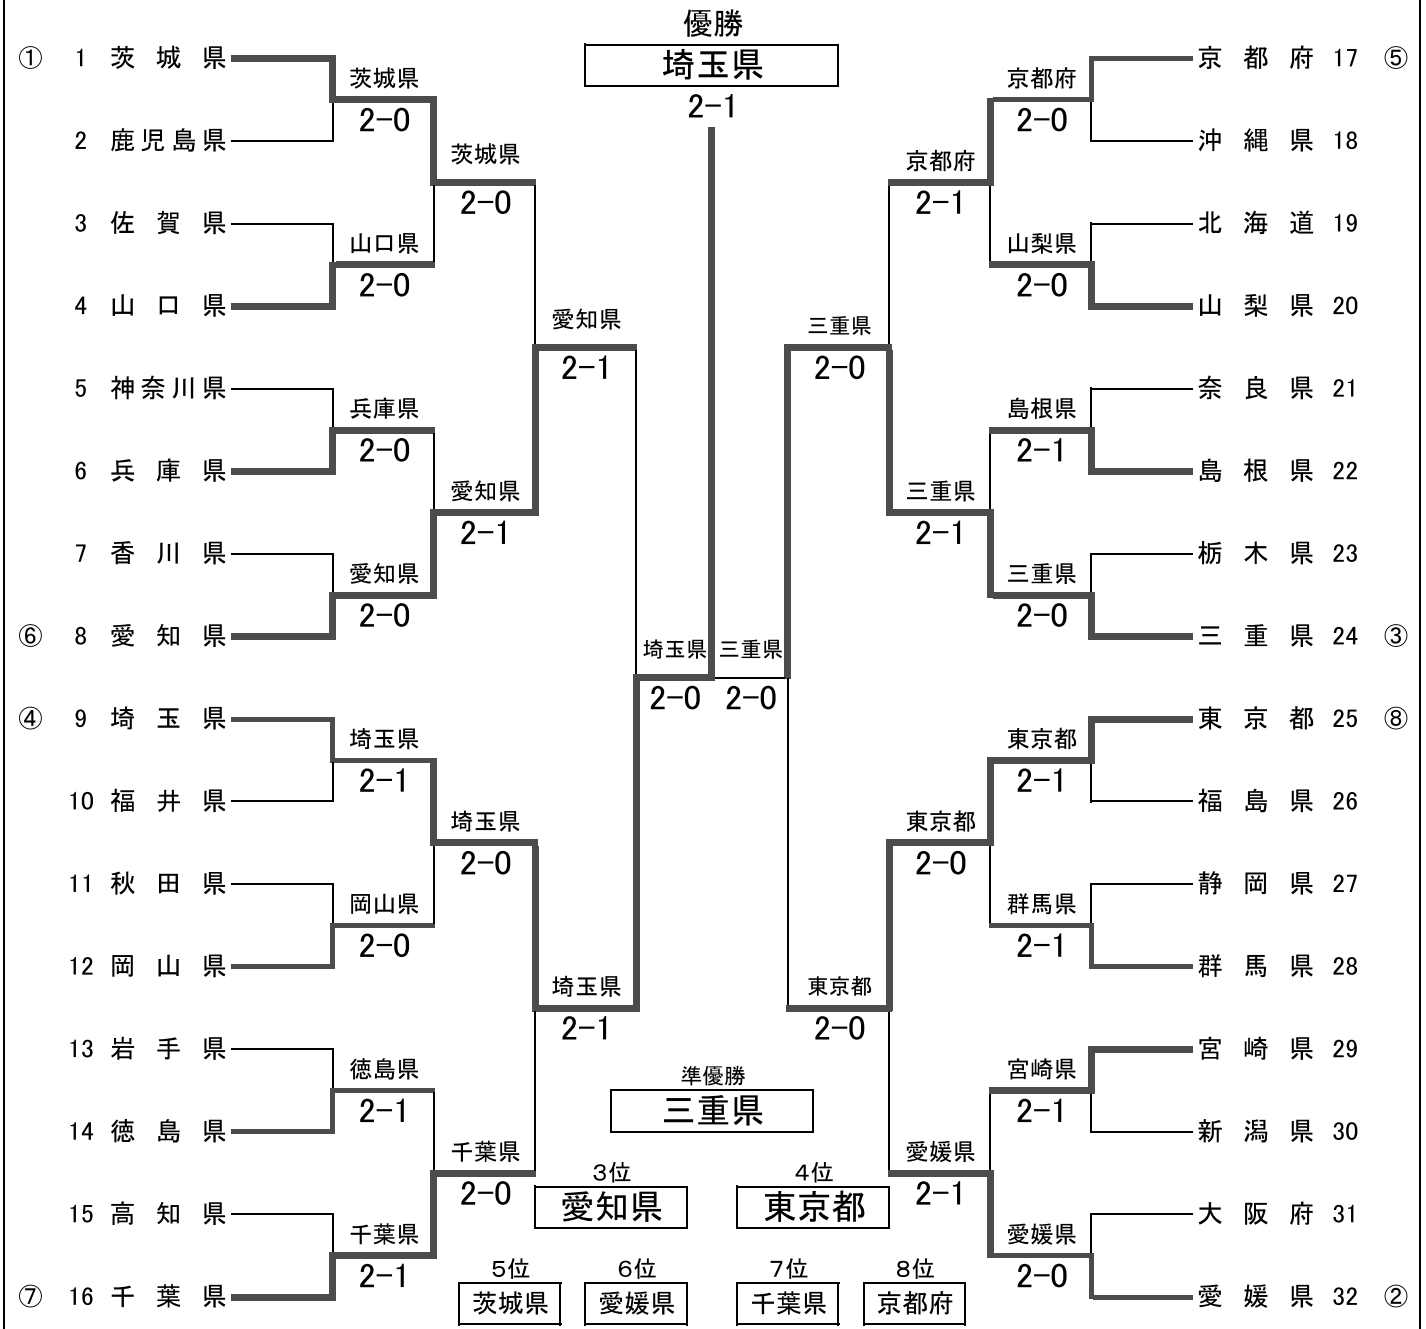 優勝
埼玉県
2-1
① 1 茨城県
2 鹿児島県
3 佐賀県
4 山口県
5 神奈川県
6 兵庫県
7 香川県
⑥ 8 愛知県
④ 9 埼玉県
10 福井県
11 秋田県
12 岡山県
13 岩手県
14 徳島県
15 高知県
⑦ 16 千葉県
茨城県
2-0
山口県
2-0
兵庫県
2-0
愛知県
2-0
埼玉県
2-1
岡山県
2-0
徳島県
2-1
千葉県
2-1
茨城県
2-0
愛知県
2-1
埼玉県
2-0
千葉県
2-0
愛知県
2-1
埼玉県
2-1
埼玉県
2-0
三重県
2-0
三重県
2-0
東京都
2-0
京都府
2-1
三重県
2-1
東京都
2-0
愛媛県
2-1
京都府
2-0
山梨県
2-0
島根県
2-1
三重県
2-0
東京都
2-1
群馬県
2-1
宮崎県
2-1
愛媛県
2-0
京都府 17 ⑤
沖縄県 18
北海道 19
山梨県 20
奈良県 21
島根県 22
栃木県 23
三重県 24 ③
東京都 25 ⑧
福島県 26
静岡県 27
群馬県 28
宮崎県 29
新潟県 30
大阪府 31
愛媛県 32 ②
準優勝
三重県
3位
愛知県
4位
東京都
5位
茨城県
6位
愛媛県
7位
千葉県
8位
京都府